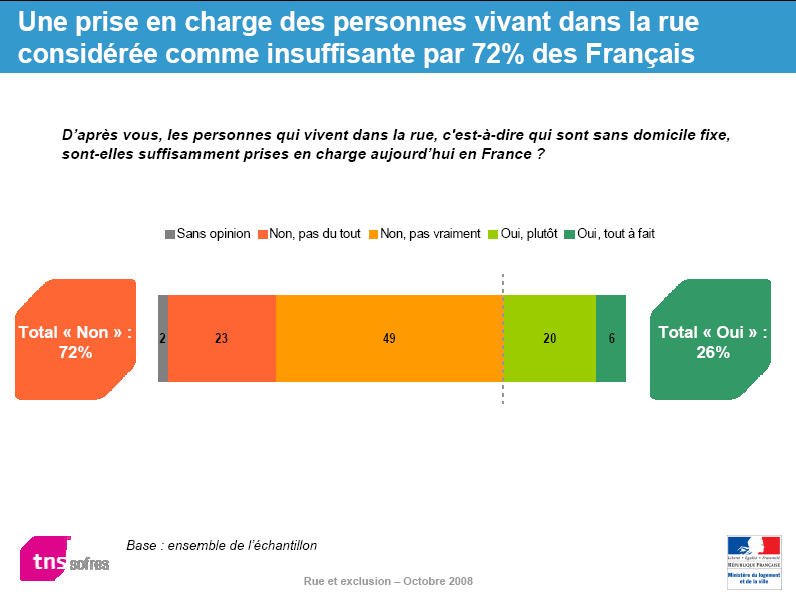 Une prise en charge des personnes vivant dans la rue
considérée comme insuffisante par 72% des Français
D'après vous, les personnes qui vivent dans la rue, c'est-à-dire qui sont sans domicile fixe,
sont-elles suffisamment prises en charge aujourd'hui en France ?
Sans opinion Non, pas du tout Non, pas vraiment Oui, plutôt Oui, tout à fait
Total « Non » :
72%
2 23 49 20 6
Total « Oui » :
26%
Base : ensemble de l'échantillon
tns sofres
Rue et exclusion – Octobre 2008
Liberté • Égalité • Fraternité
RÉPUBLIQUE FRANÇAISE
Ministère du logement
et de la ville